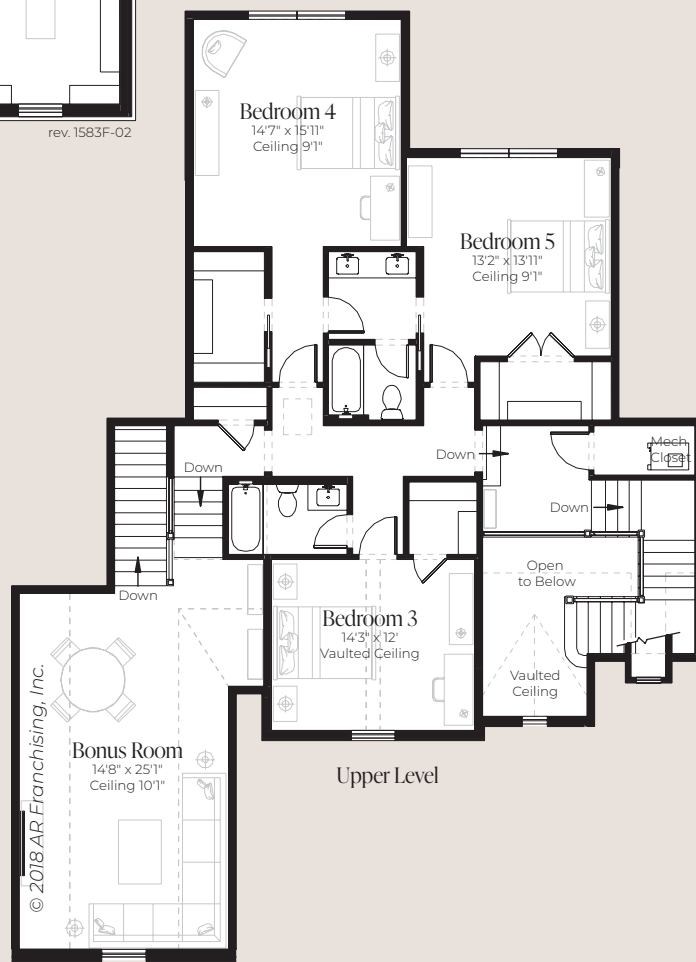 rev. 1583F-02
Bedroom 4
14'7" x 15'11"
Ceiling 9'1"
Bedroom 5
13'2" x 13'11"
Ceiling 9'1"
Mech
Closet
Down
Down
Down
Down
Open
to Below
Bedroom 3
14'3" x 12'
Vaulted Ceiling
Vaulted
Ceiling
Bonus Room
14'8" x 25'1"
Ceiling 10'1"
Upper Level
© 2018 AR Franchising, Inc.